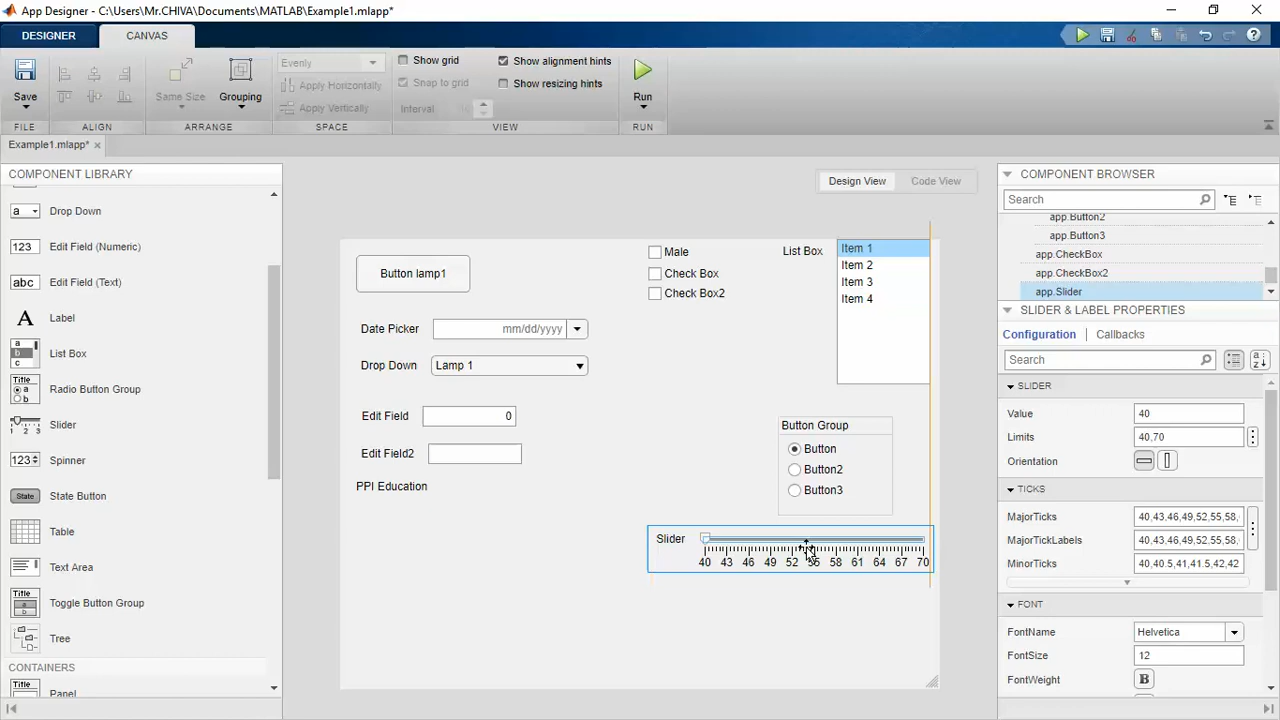 App Designer - C:\Users\Mr.CHIVA\Documents\MATLAB\Example1.mlapp*
DESIGNER
CANVAS
Save
Same Size
Grouping
Evenly
Apply Horizontally
Apply Vertically
Show grid
Snap to grid
Interval
Show alignment hints
Show resizing hints
Run
FILE
ALIGN
ARRANGE
SPACE
VIEW
RUN
Example1.mlapp*
COMPONENT LIBRARY
Drop Down
Edit Field (Numeric)
Edit Field (Text)
Label
List Box
Radio Button Group
Slider
Spinner
State Button
Table
Text Area
Toggle Button Group
Tree
CONTAINERS
Panel
Design View
Code View
Button lamp1
Date Picker
mm/dd/yyyy
Drop Down
Lamp 1
Edit Field
0
Edit Field2
PPI Education
Male
Check Box
Check Box2
List Box
Item 1
Item 2
Item 3
Item 4
Button Group
Button
Button2
Button3
Slider
40 43 46 49 52 55 58 61 64 67 70
COMPONENT BROWSER
Search
app.Button2
app.Button3
app.CheckBox
app.CheckBox2
app.Slider
SLIDER & LABEL PROPERTIES
Configuration
Callbacks
Search
SLIDER
Value
40
Limits
40,70
Orientation
TICKS
MajorTicks
40,43,46,49,52,55,58,
MajorTickLabels
40,43,46,49,52,55,58,
MinorTicks
40,40.5,41,41.5,42,42
FONT
FontName
Helvetica
FontSize
12
FontWeight
B